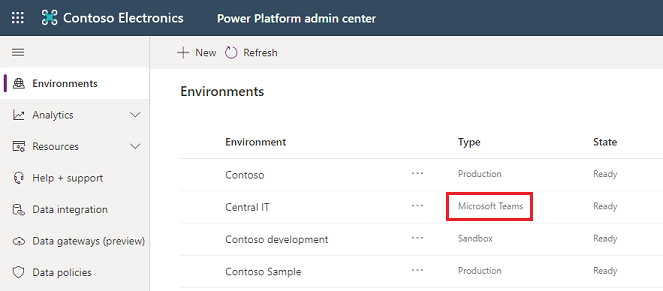 Contoso Electronics Power Platform admin center
New Refresh
Environments
Analytics
Resources
Help + support
Data integration
Data gateways (preview)
Data policies
Environments
Environment Type State
Contoso ··· Production Ready
Central IT ··· Microsoft Teams Ready
Contoso development ··· Sandbox Ready
Contoso Sample ··· Production Ready